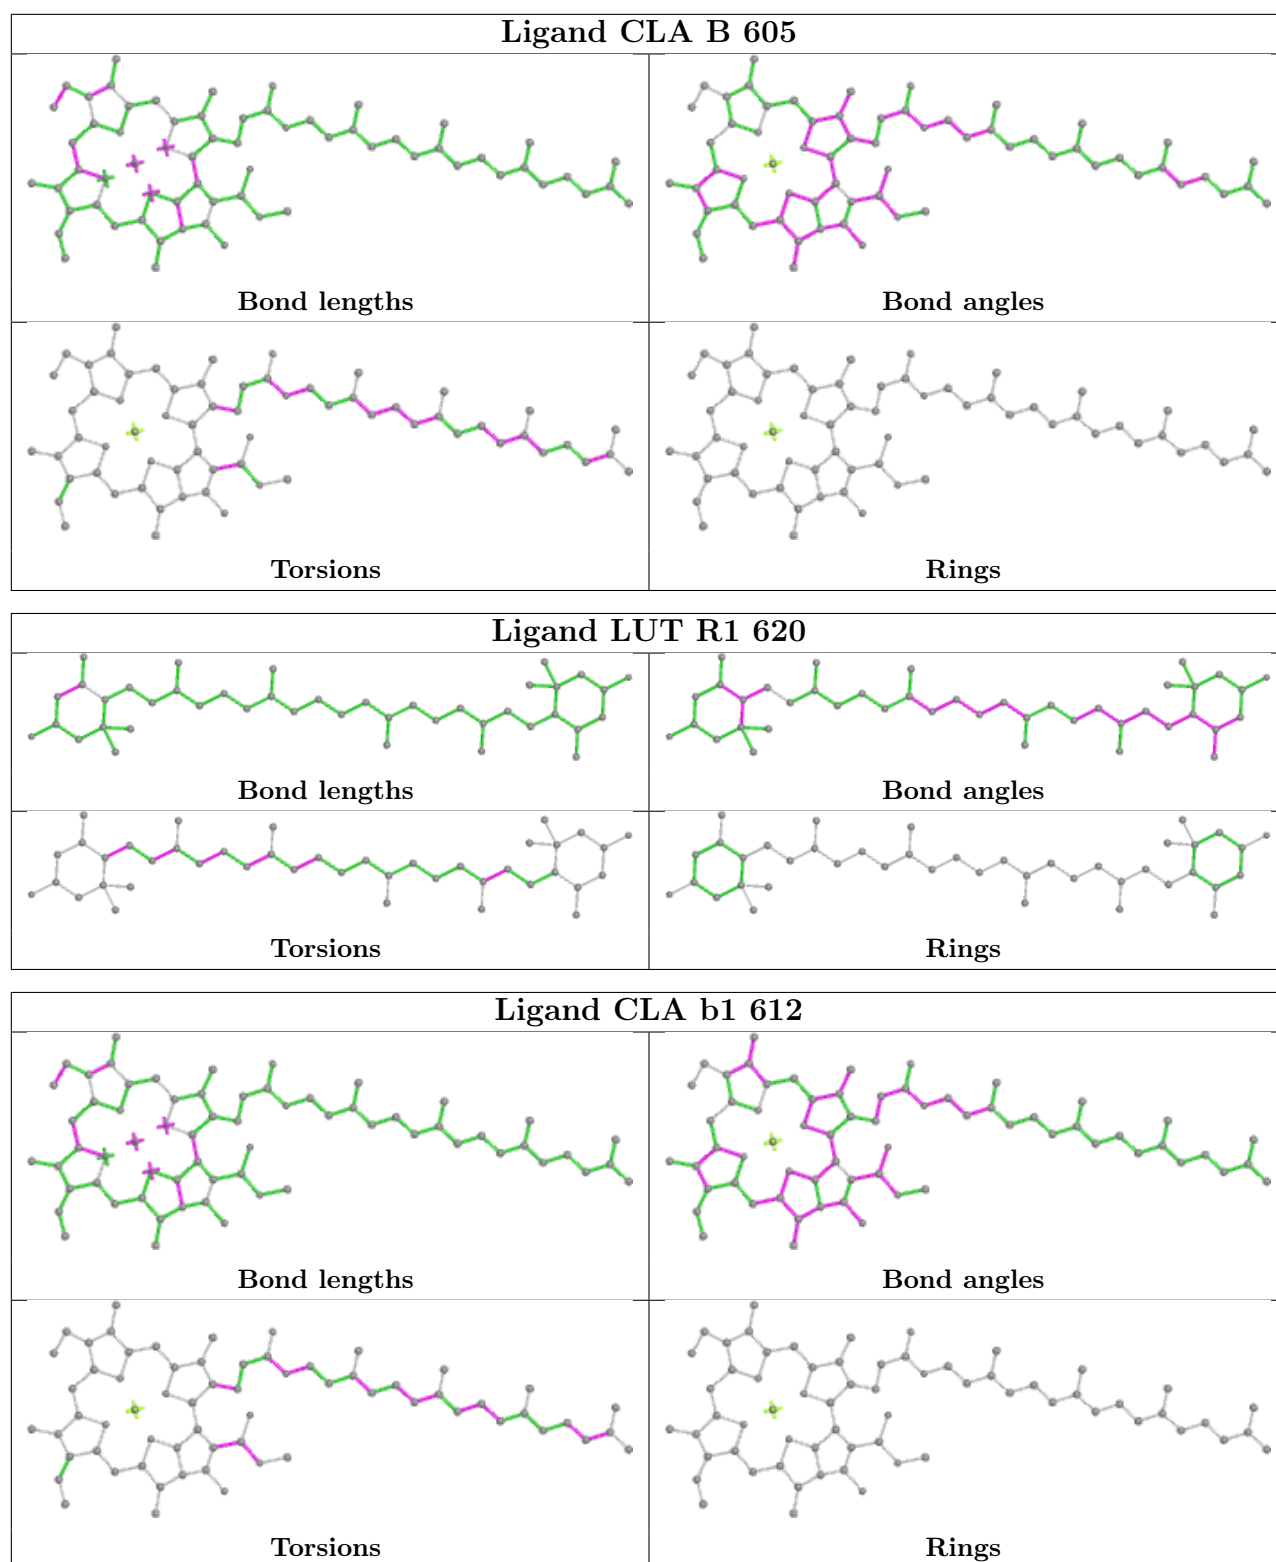 Ligand CLA B 605
Bond lengths
Bond angles
Torsions
Rings
Ligand LUT R1 620
Bond lengths
Bond angles
Torsions
Rings
Ligand CLA b1 612
Bond lengths
Bond angles
Torsions
Rings